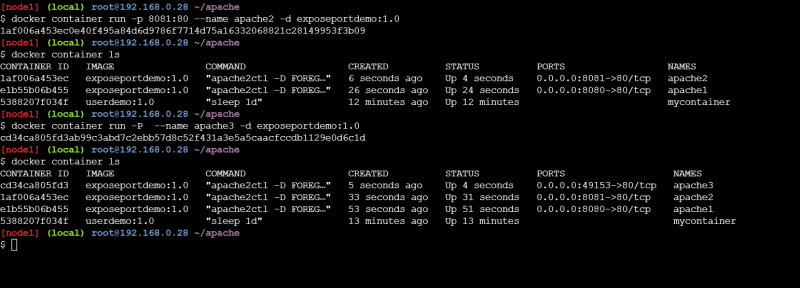 [node1] (local) root@192.168.0.28 ~/apache
$ docker container run -p 8081:80 --name apache2 -d exposeportdemo:1.0
1af006a453ec0e40f495a84d6d9786f7714d75a16332068821c28149953f3b09
[node1] (local) root@192.168.0.28 ~/apache
$ docker container ls
CONTAINER ID IMAGE COMMAND CREATED STATUS PORTS NAMES
1af006a453ec exposeportdemo:1.0 "apache2ctl -D FOREG…" 6 seconds ago Up 4 seconds 0.0.0.0:8081->80/tcp apache2
e1b55b06b455 exposeportdemo:1.0 "apache2ctl -D FOREG…" 26 seconds ago Up 24 seconds 0.0.0.0:8080->80/tcp apache1
5388207f034f userdemo:1.0 "sleep 1d" 12 minutes ago Up 12 minutes mycontainer
[node1] (local) root@192.168.0.28 ~/apache
$ docker container run -P --name apache3 -d exposeportdemo:1.0
cd34ca805fd3ab99c3abd7c2ebb57d8c52f431a3e5a5caacfccdb1129e0d6c1d
[node1] (local) root@192.168.0.28 ~/apache
$ docker container ls
CONTAINER ID IMAGE COMMAND CREATED STATUS PORTS NAMES
cd34ca805fd3 exposeportdemo:1.0 "apache2ctl -D FOREG…" 5 seconds ago Up 4 seconds 0.0.0.0:49153->80/tcp apache3
1af006a453ec exposeportdemo:1.0 "apache2ctl -D FOREG…" 33 seconds ago Up 31 seconds 0.0.0.0:8081->80/tcp apache2
e1b55b06b455 exposeportdemo:1.0 "apache2ctl -D FOREG…" 53 seconds ago Up 51 seconds 0.0.0.0:8080->80/tcp apache1
5388207f034f userdemo:1.0 "sleep 1d" 13 minutes ago Up 13 minutes mycontainer
[node1] (local) root@192.168.0.28 ~/apache
$